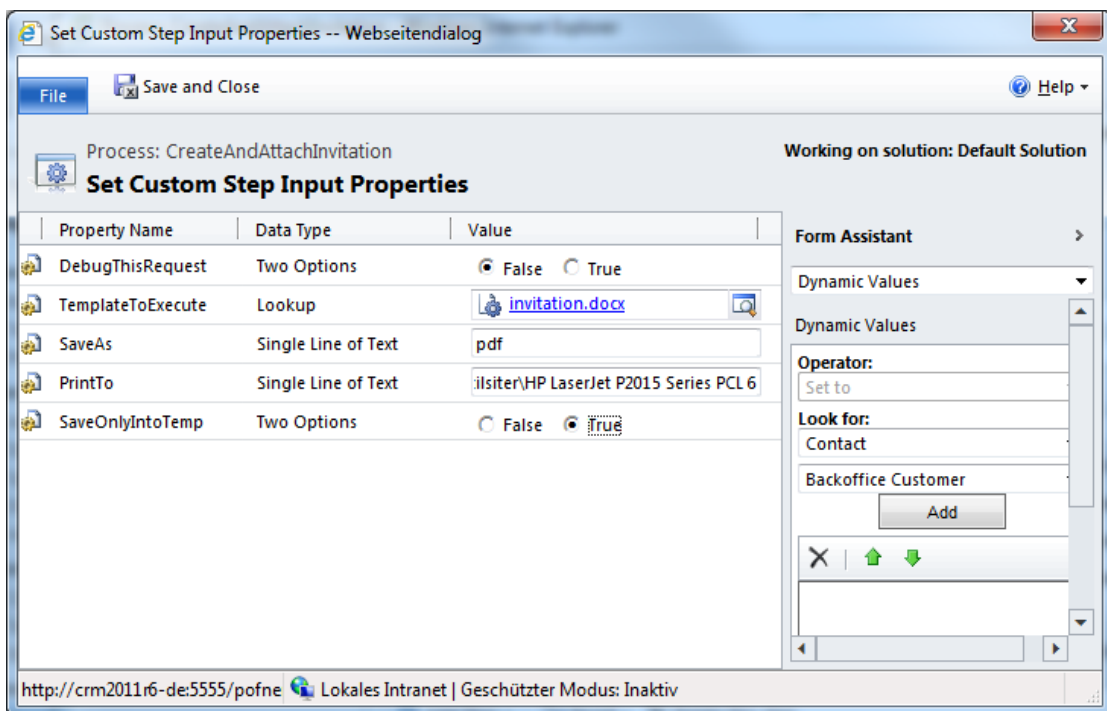 Set Custom Step Input Properties -- Webseitendialog
File Save and Close Help
Process: CreateAndAttachInvitation
Set Custom Step Input Properties
Working on solution: Default Solution
Property Name Data Type Value
DebugThisRequest Two Options False True
TemplateToExecute Lookup invitation.docx
SaveAs Single Line of Text pdf
PrintTo Single Line of Text :ilsiter\HP LaserJet P2015 Series PCL 6
SaveOnlyIntoTemp Two Options False True
Form Assistant
Dynamic Values
Dynamic Values
Operator:
Set to
Look for:
Contact
Backoffice Customer
Add
http://crm2011r6-de:5555/pofne Lokales Intranet | Geschützter Modus: Inaktiv